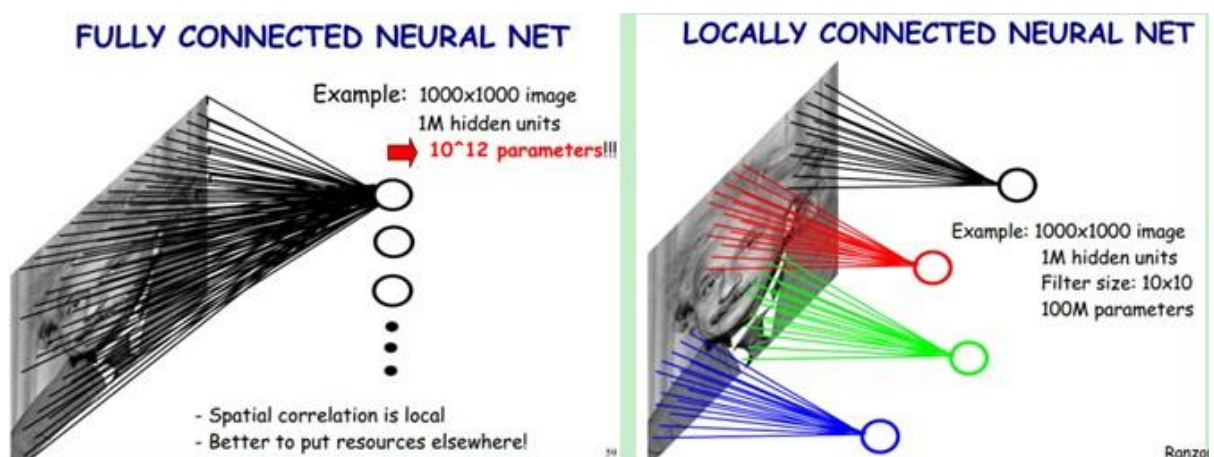 FULLY CONNECTED NEURAL NET
Example: 1000x1000 image
1M hidden units
10^12 parameters!!!
- Spatial correlation is local
- Better to put resources elsewhere!
39
LOCALLY CONNECTED NEURAL NET
Example: 1000x1000 image
1M hidden units
Filter size: 10x10
100M parameters